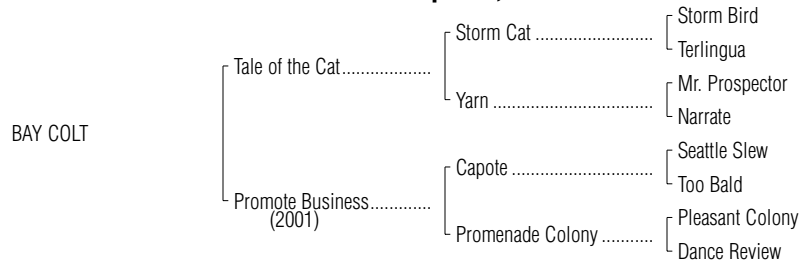 Storm Bird
Storm Cat ........................
Terlingua
Tale of the Cat...................
Mr. Prospector
Yarn .................................
Narrate
BAY COLT
Seattle Slew
Capote .............................
Too Bald
Promote Business.............
(2001)
Pleasant Colony
Promenade Colony ...........
Dance Review